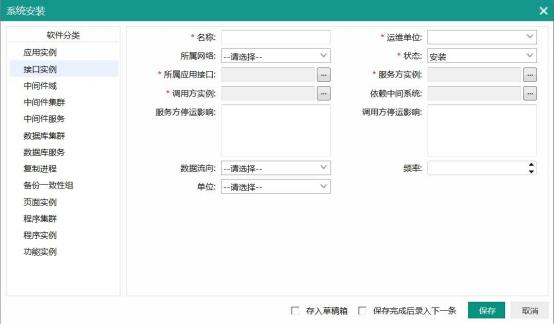 系统安装
软件分类
应用实例
接口实例
中间件域
中间件集群
中间件服务
数据库集群
数据库服务
复制进程
备份一致性组
页面实例
程序集群
程序实例
功能实例
* 名称: * 运维单位:
所属网络: --请选择-- * 状态: 安装
* 所属应用接口: ... * 服务方实例: ...
* 调用方实例: ... 依赖中间系统: ...
服务方停运影响: 调用方停运影响:
数据流向: --请选择-- 频率:
单位: --请选择--
存入草稿箱 保存完成后录入下一条 保存 取消